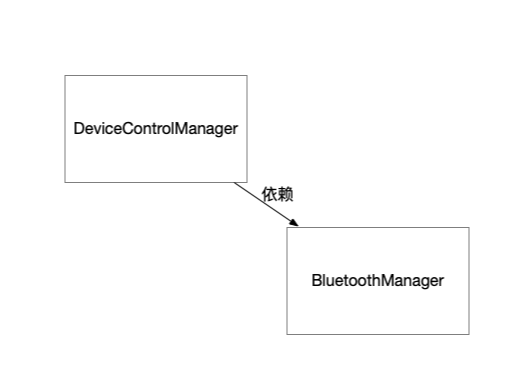 DeviceControlManager
依赖
BluetoothManager